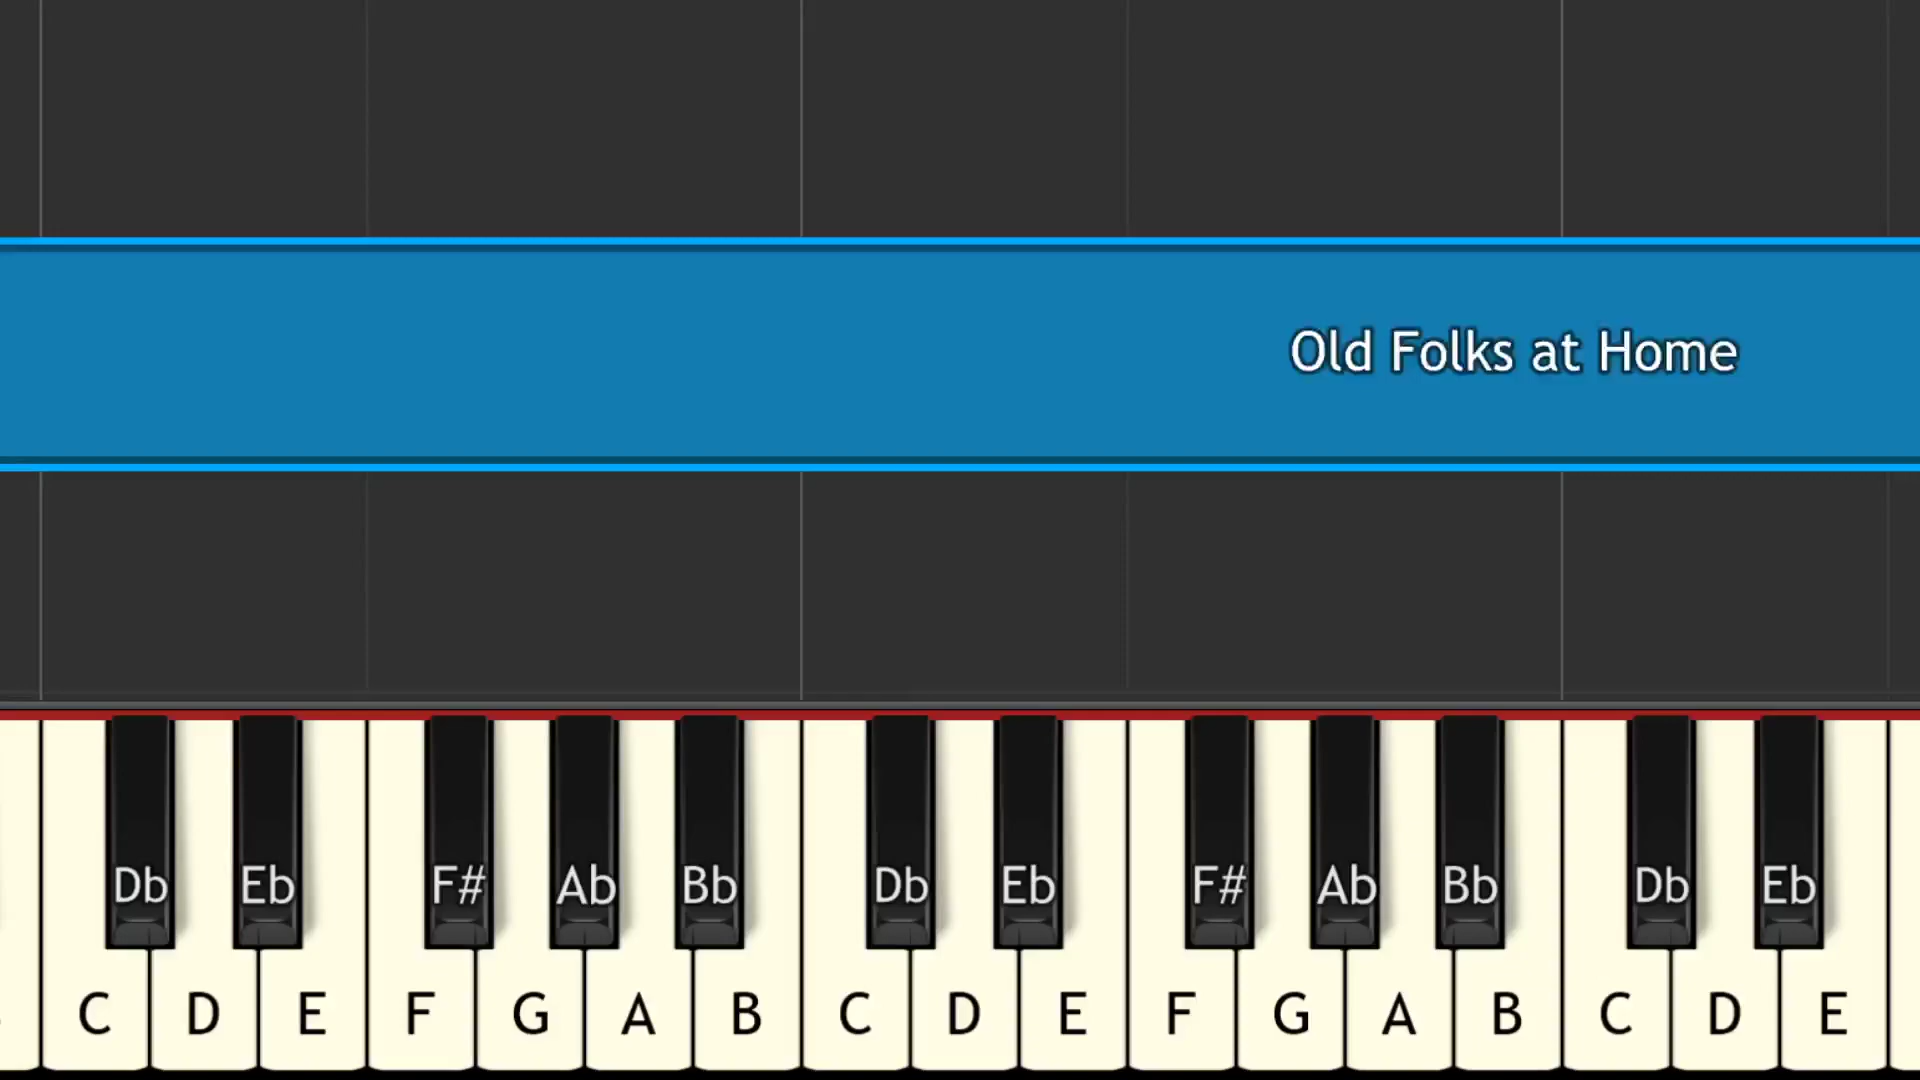 Old Folks at Home
Db Eb F# Ab Bb Db Eb F# Ab Bb Db Eb
C D E F G A B C D E F G A B C D E